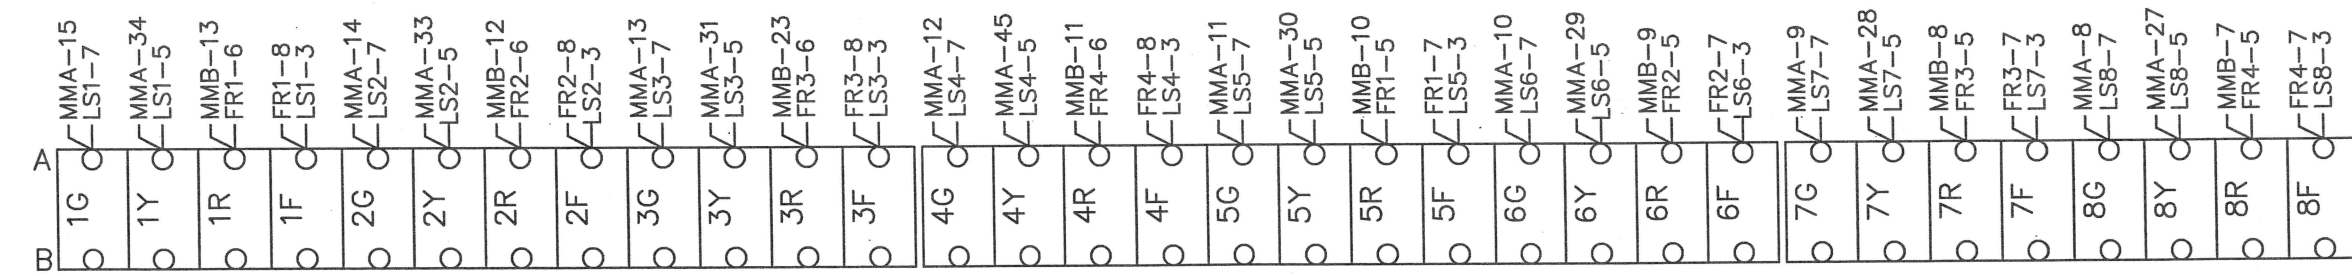 MMA-15
LS1-7
MMA-34
LS1-5
MMB-13
FR1-6
FR1-8
LS1-3
MMA-14
LS2-7
MMA-33
LS2-5
MMB-12
FR2-6
FR2-8
LS2-3
MMA-13
LS3-7
MMA-31
LS3-5
MMB-23
FR3-6
FR3-8
LS3-3
MMA-12
LS4-7
MMA-45
LS4-5
MMB-11
FR4-6
FR4-8
LS4-3
MMA-11
LS5-7
MMA-30
LS5-5
MMB-10
FR1-5
FR1-7
LS5-3
MMA-10
LS6-7
MMA-29
LS6-5
MMB-9
FR2-5
FR2-7
LS6-3
MMA-9
LS7-7
MMA-28
LS7-5
MMB-8
FR3-5
FR3-7
LS7-3
MMA-8
LS8-7
MMA-27
LS8-5
MMB-7
FR4-5
FR4-7
LS8-3
A
1G
1Y
1R
1F
2G
2Y
2R
2F
3G
3Y
3R
3F
4G
4Y
4R
4F
5G
5Y
5R
5F
6G
6Y
6R
6F
7G
7Y
7R
7F
8G
8Y
8R
8F
B